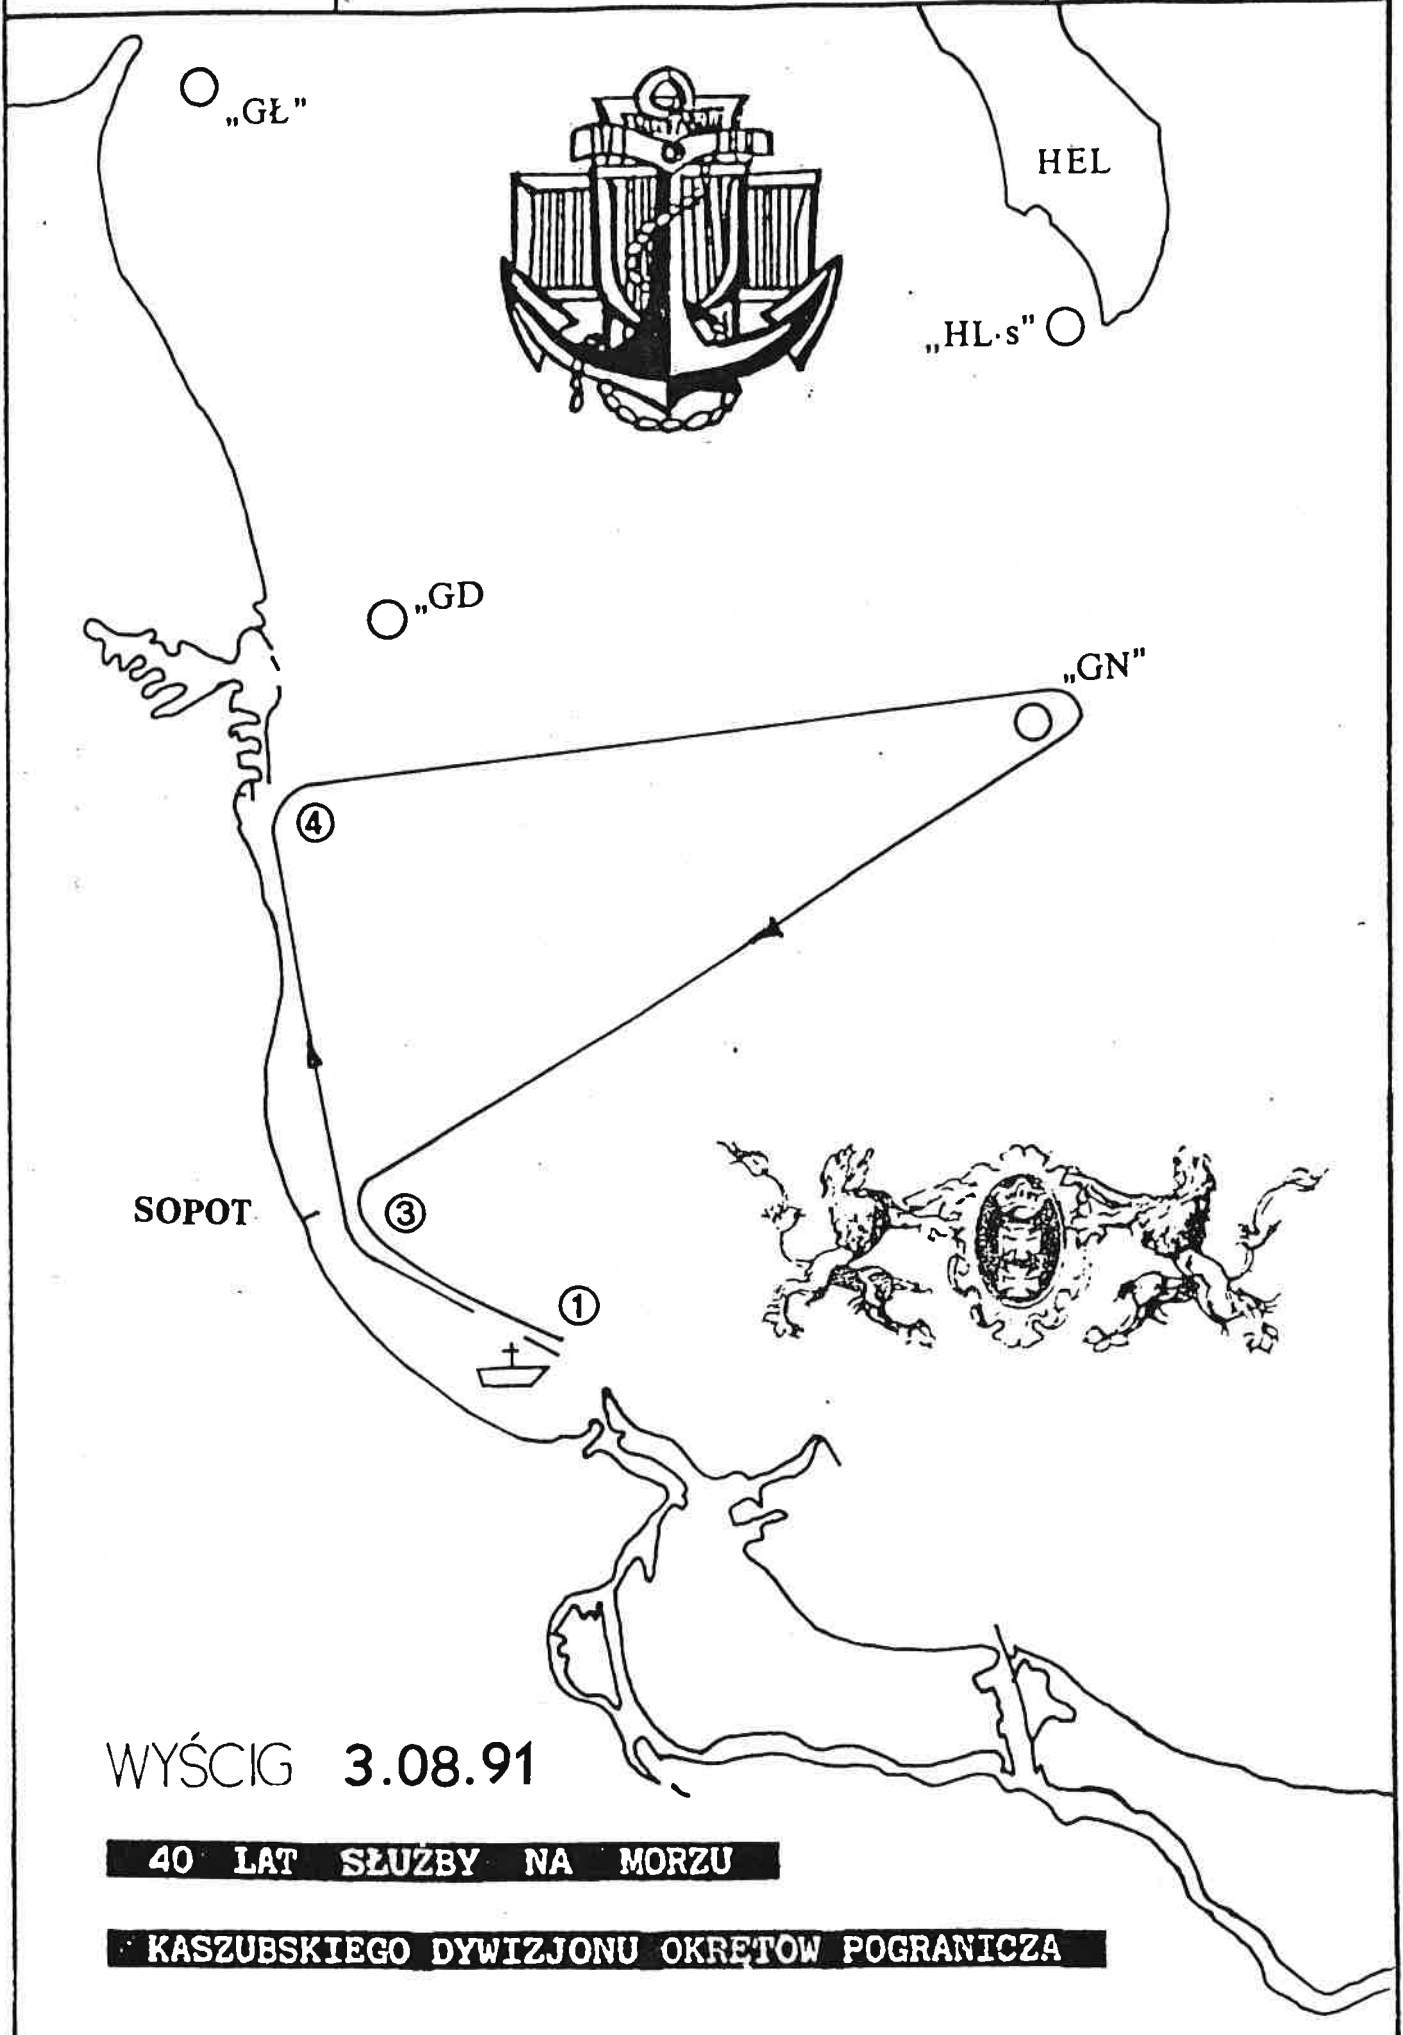 „GŁ”
HEL
„HL·s”
„GD
„GN”
4
SOPOT
3
1
WYŚCIG 3.08.91
40 LAT SŁUŻBY NA MORZU
KASZUBSKIEGO DYWIZJONU OKRĘTÓW POGRANICZA